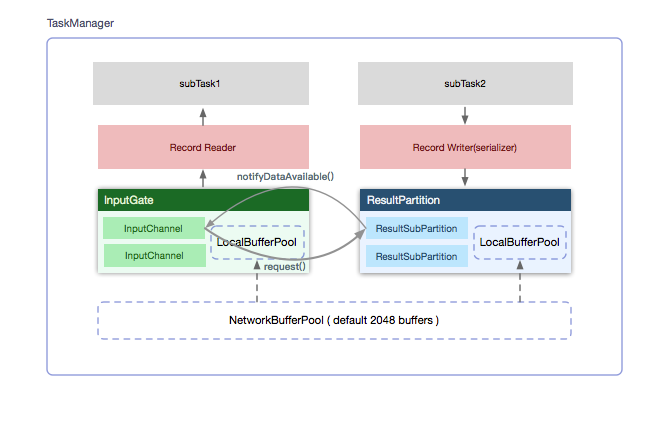 TaskManager
subTask1
subTask2
Record Reader
Record Writer(serializer)
notifyDataAvailable()
InputGate
ResultPartition
InputChannel
LocalBufferPool
InputChannel
request()
ResultSubPartition
LocalBufferPool
ResultSubPartition
NetworkBufferPool ( default 2048 buffers )